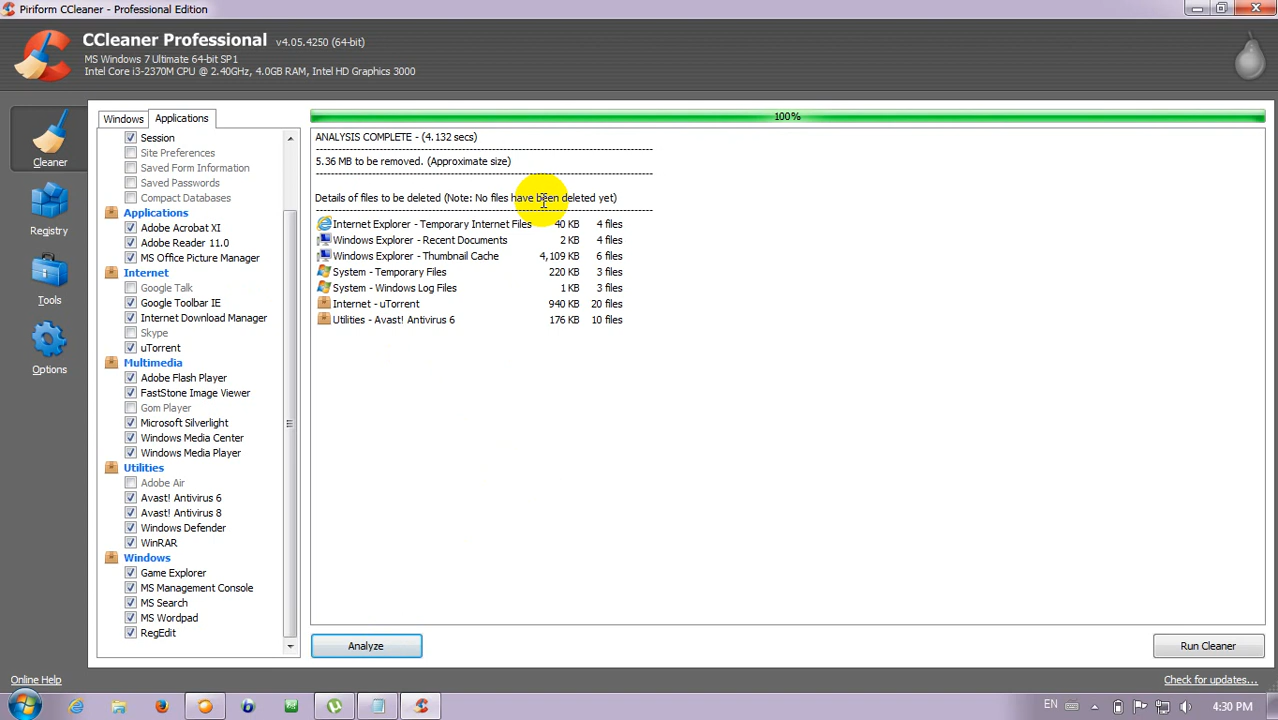 Piriform CCleaner - Professional Edition
CCleaner Professional v4.05.4250 (64-bit)
MS Windows 7 Ultimate 64-bit SP1
Intel Core i3-2370M CPU @ 2.40GHz, 4.0GB RAM, Intel HD Graphics 3000
Cleaner
Registry
Tools
Options
Windows
Applications
Session
Site Preferences
Saved Form Information
Saved Passwords
Compact Databases
Applications
Adobe Acrobat XI
Adobe Reader 11.0
MS Office Picture Manager
Internet
Google Talk
Google Toolbar IE
Internet Download Manager
Skype
uTorrent
Multimedia
Adobe Flash Player
FastStone Image Viewer
Gom Player
Microsoft Silverlight
Windows Media Center
Windows Media Player
Utilities
Adobe Air
Avast! Antivirus 6
Avast! Antivirus 8
Windows Defender
WinRAR
Windows
Game Explorer
MS Management Console
MS Search
MS Wordpad
RegEdit
100%
ANALYSIS COMPLETE - (4.132 secs)
5.36 MB to be removed. (Approximate size)
Details of files to be deleted (Note: No files have been deleted yet)
Internet Explorer - Temporary Internet Files 40 KB 4 files
Windows Explorer - Recent Documents 2 KB 4 files
Windows Explorer - Thumbnail Cache 4,109 KB 6 files
System - Temporary Files 220 KB 3 files
System - Windows Log Files 1 KB 3 files
Internet - uTorrent 940 KB 20 files
Utilities - Avast! Antivirus 6 176 KB 10 files
Analyze
Run Cleaner
Online Help
Check for updates...
EN
4:30 PM